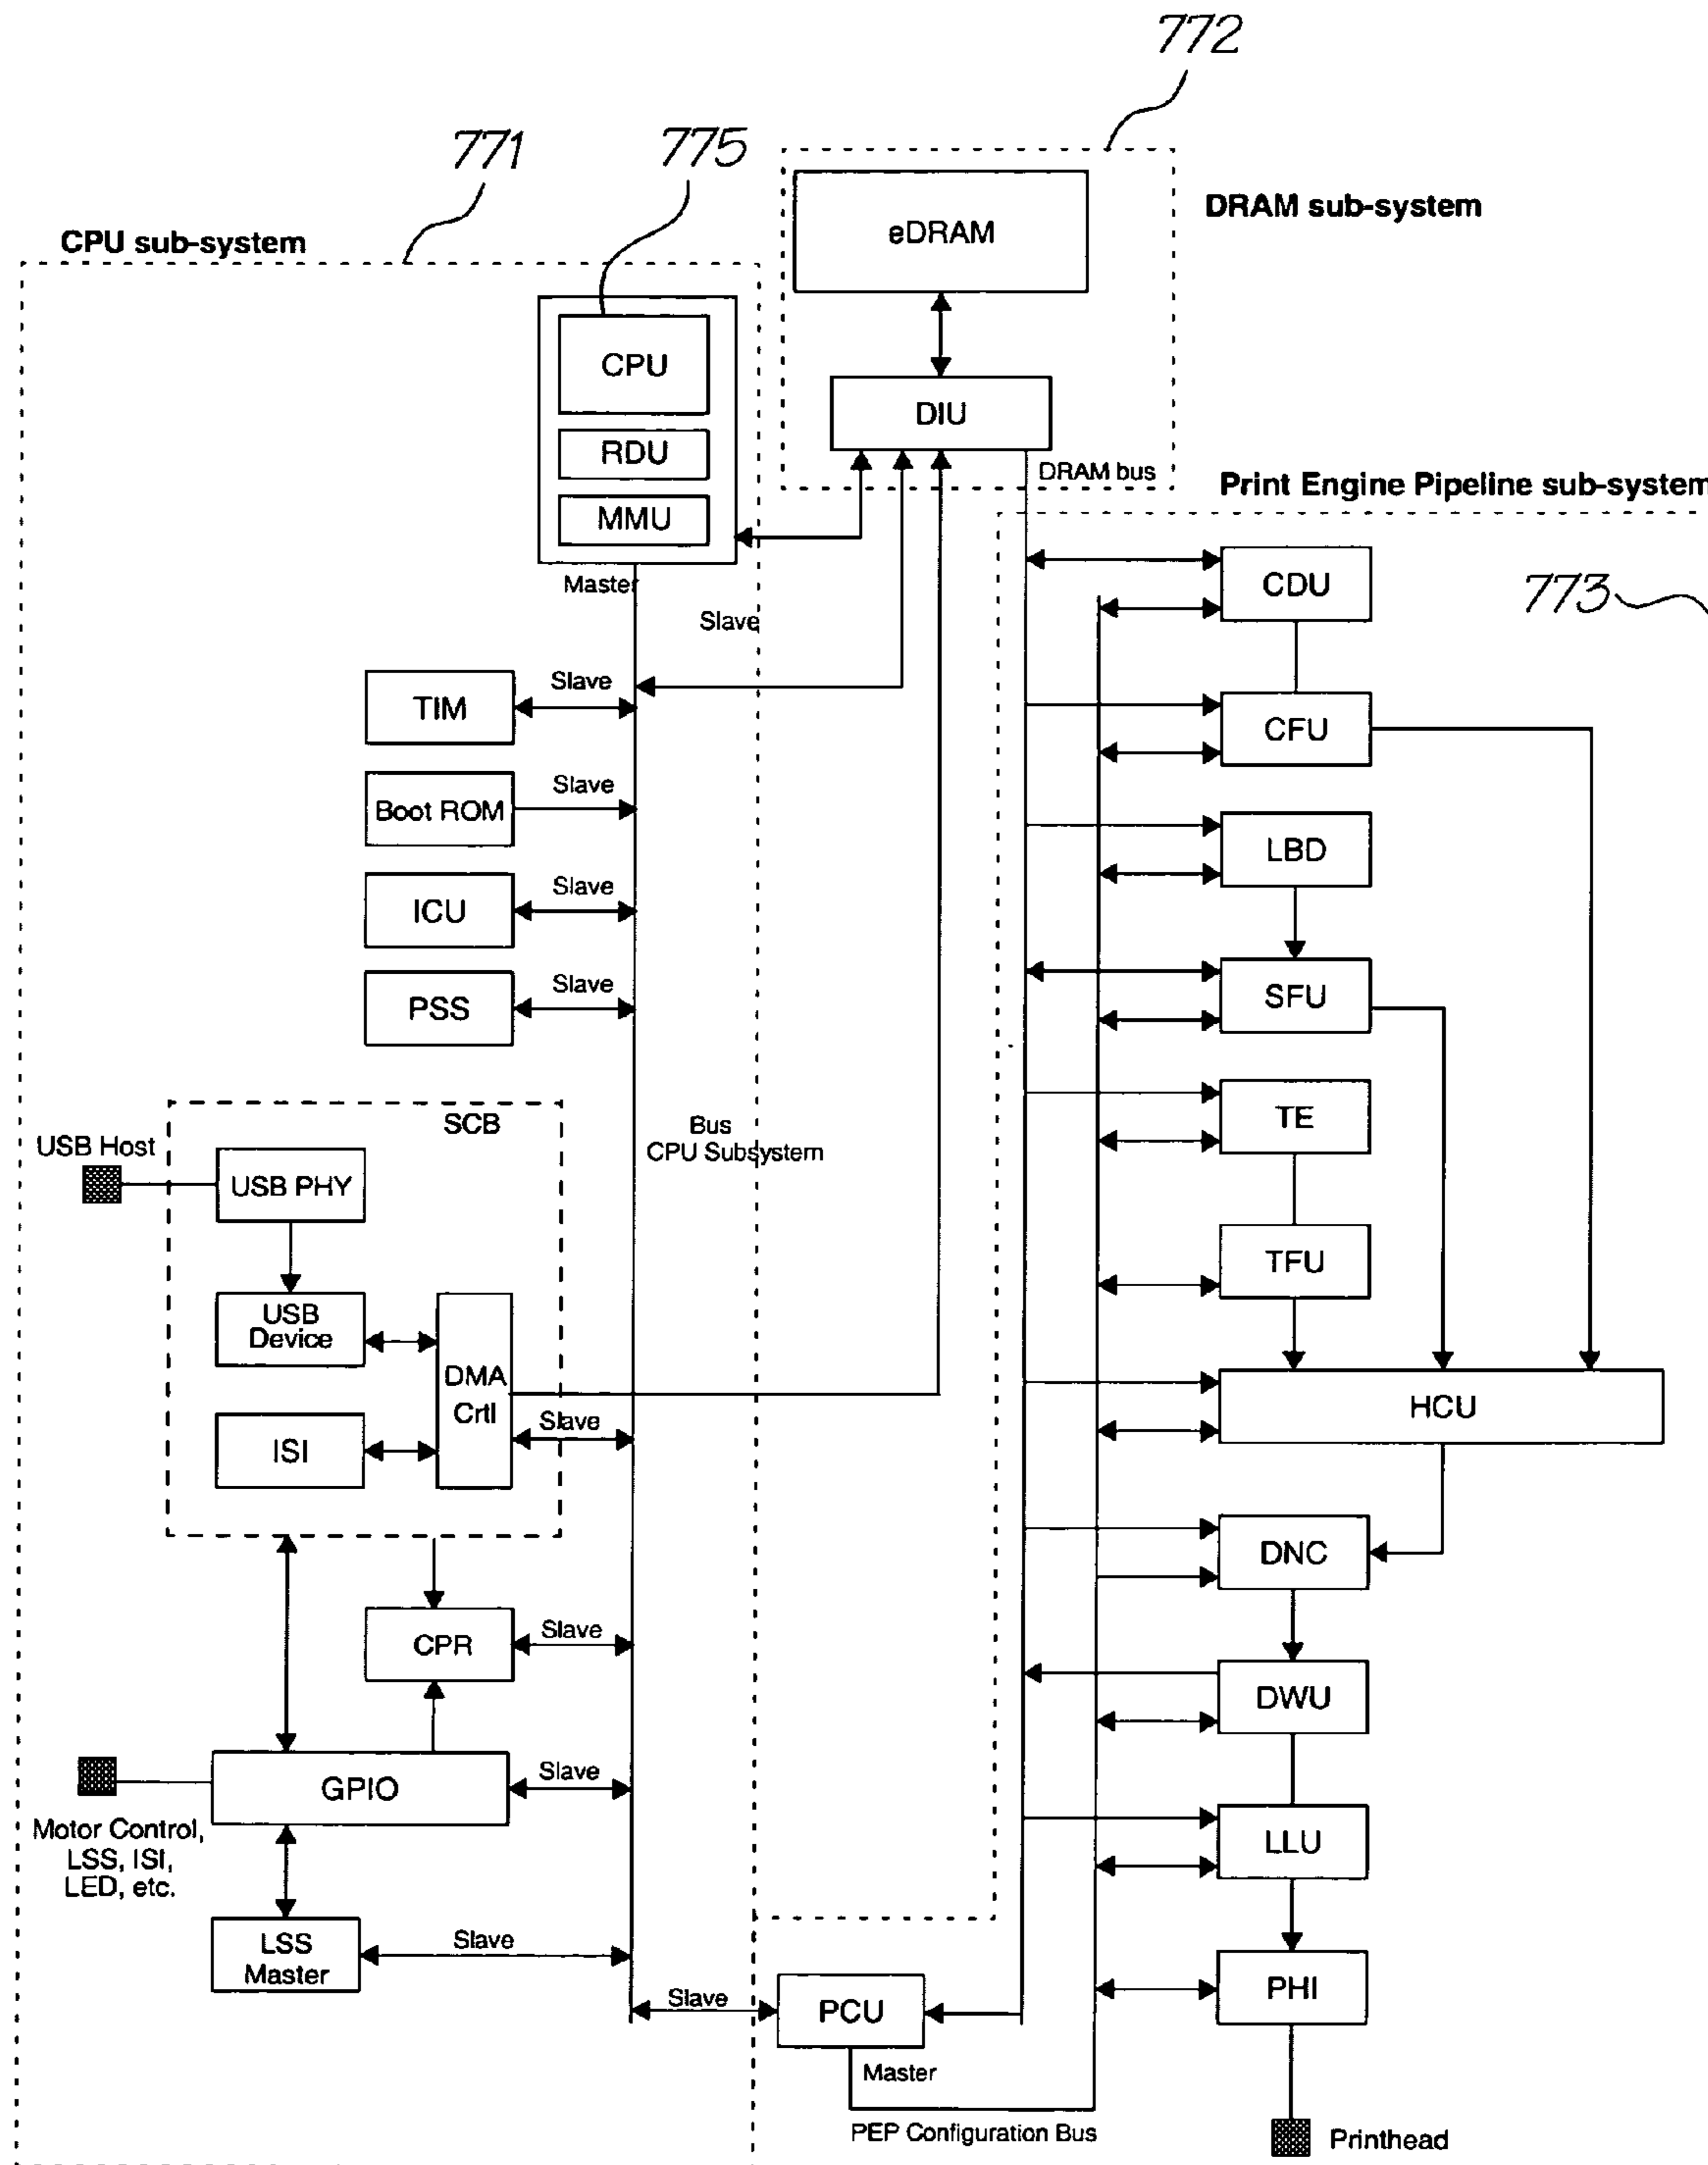 772
771
775
CPU sub-system
DRAM sub-system
eDRAM
CPU
DIU
RDU
DRAM bus
MMU
Print Engine Pipeline sub-system
Master
Slave
773
CDU
TIM
Slave
CFU
Boot ROM
Slave
LBD
ICU
Slave
PSS
Slave
SFU
SCB
TE
USB Host
Bus
CPU Subsystem
USB PHY
TFU
USB
Device
DMA
Crtl
HCU
Slave
ISI
DNC
CPR
Slave
DWU
GPIO
Slave
Motor Control,
LSS, ISI,
LED, etc.
LLU
LSS
Master
Slave
PHI
Slave
PCU
Master
PEP Configuration Bus
Printhead